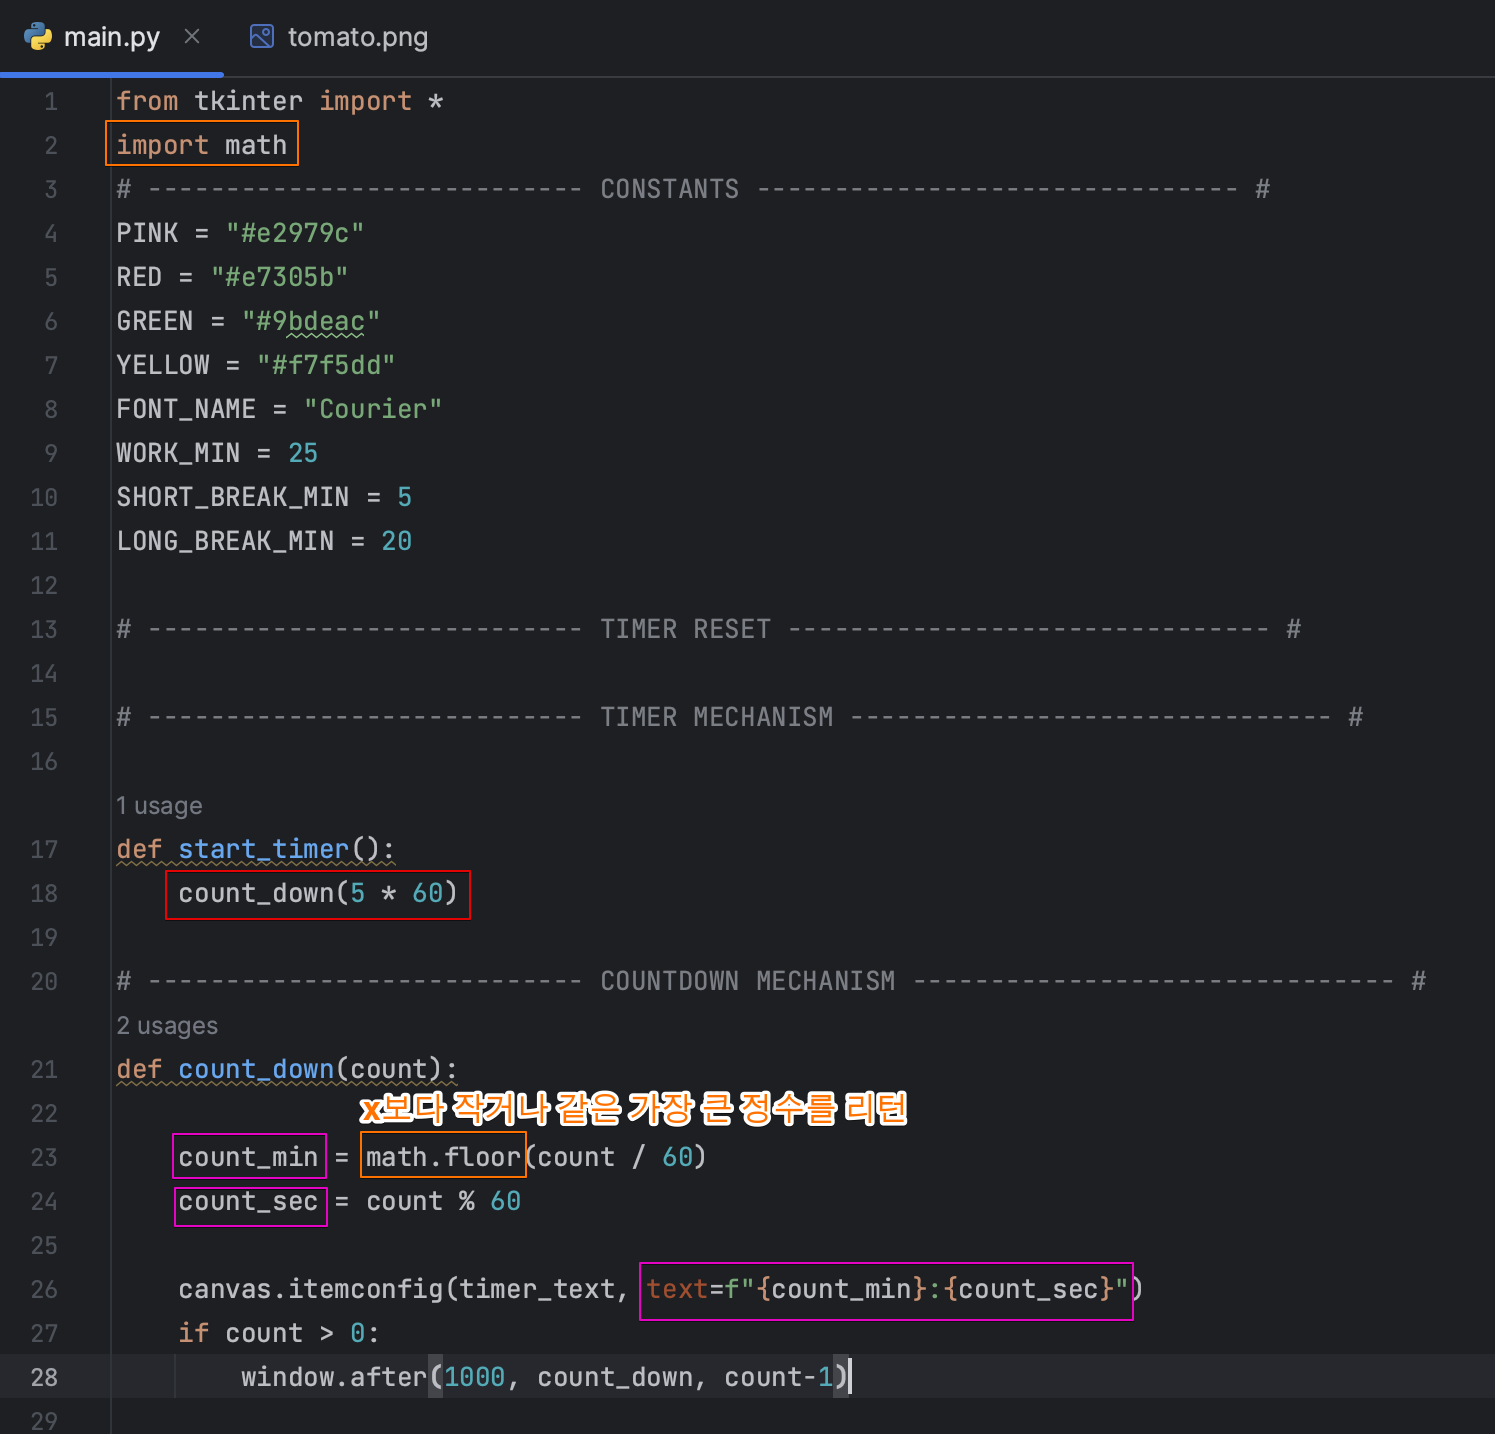 main.py ×
tomato.png
1 from tkinter import *
2 import math
3 # ---------------------------- CONSTANTS ------------------------------- #
4 PINK = "#e2979c"
5 RED = "#e7305b"
6 GREEN = "#9bdeac"
7 YELLOW = "#f7f5dd"
8 FONT_NAME = "Courier"
9 WORK_MIN = 25
10 SHORT_BREAK_MIN = 5
11 LONG_BREAK_MIN = 20
12
13 # ---------------------------- TIMER RESET ------------------------------- #
14
15 # ---------------------------- TIMER MECHANISM ------------------------------- #
16
1 usage
17 def start_timer():
18 count_down(5 * 60)
19
20 # ---------------------------- COUNTDOWN MECHANISM ------------------------------- #
2 usages
21 def count_down(count):
22 x보다 작거나 같은 가장 큰 정수를 리턴
23 count_min = math.floor(count / 60)
24 count_sec = count % 60
25
26 canvas.itemconfig(timer_text, text=f"{count_min}:{count_sec}")
27 if count > 0:
28 window.after(1000, count_down, count-1)
29